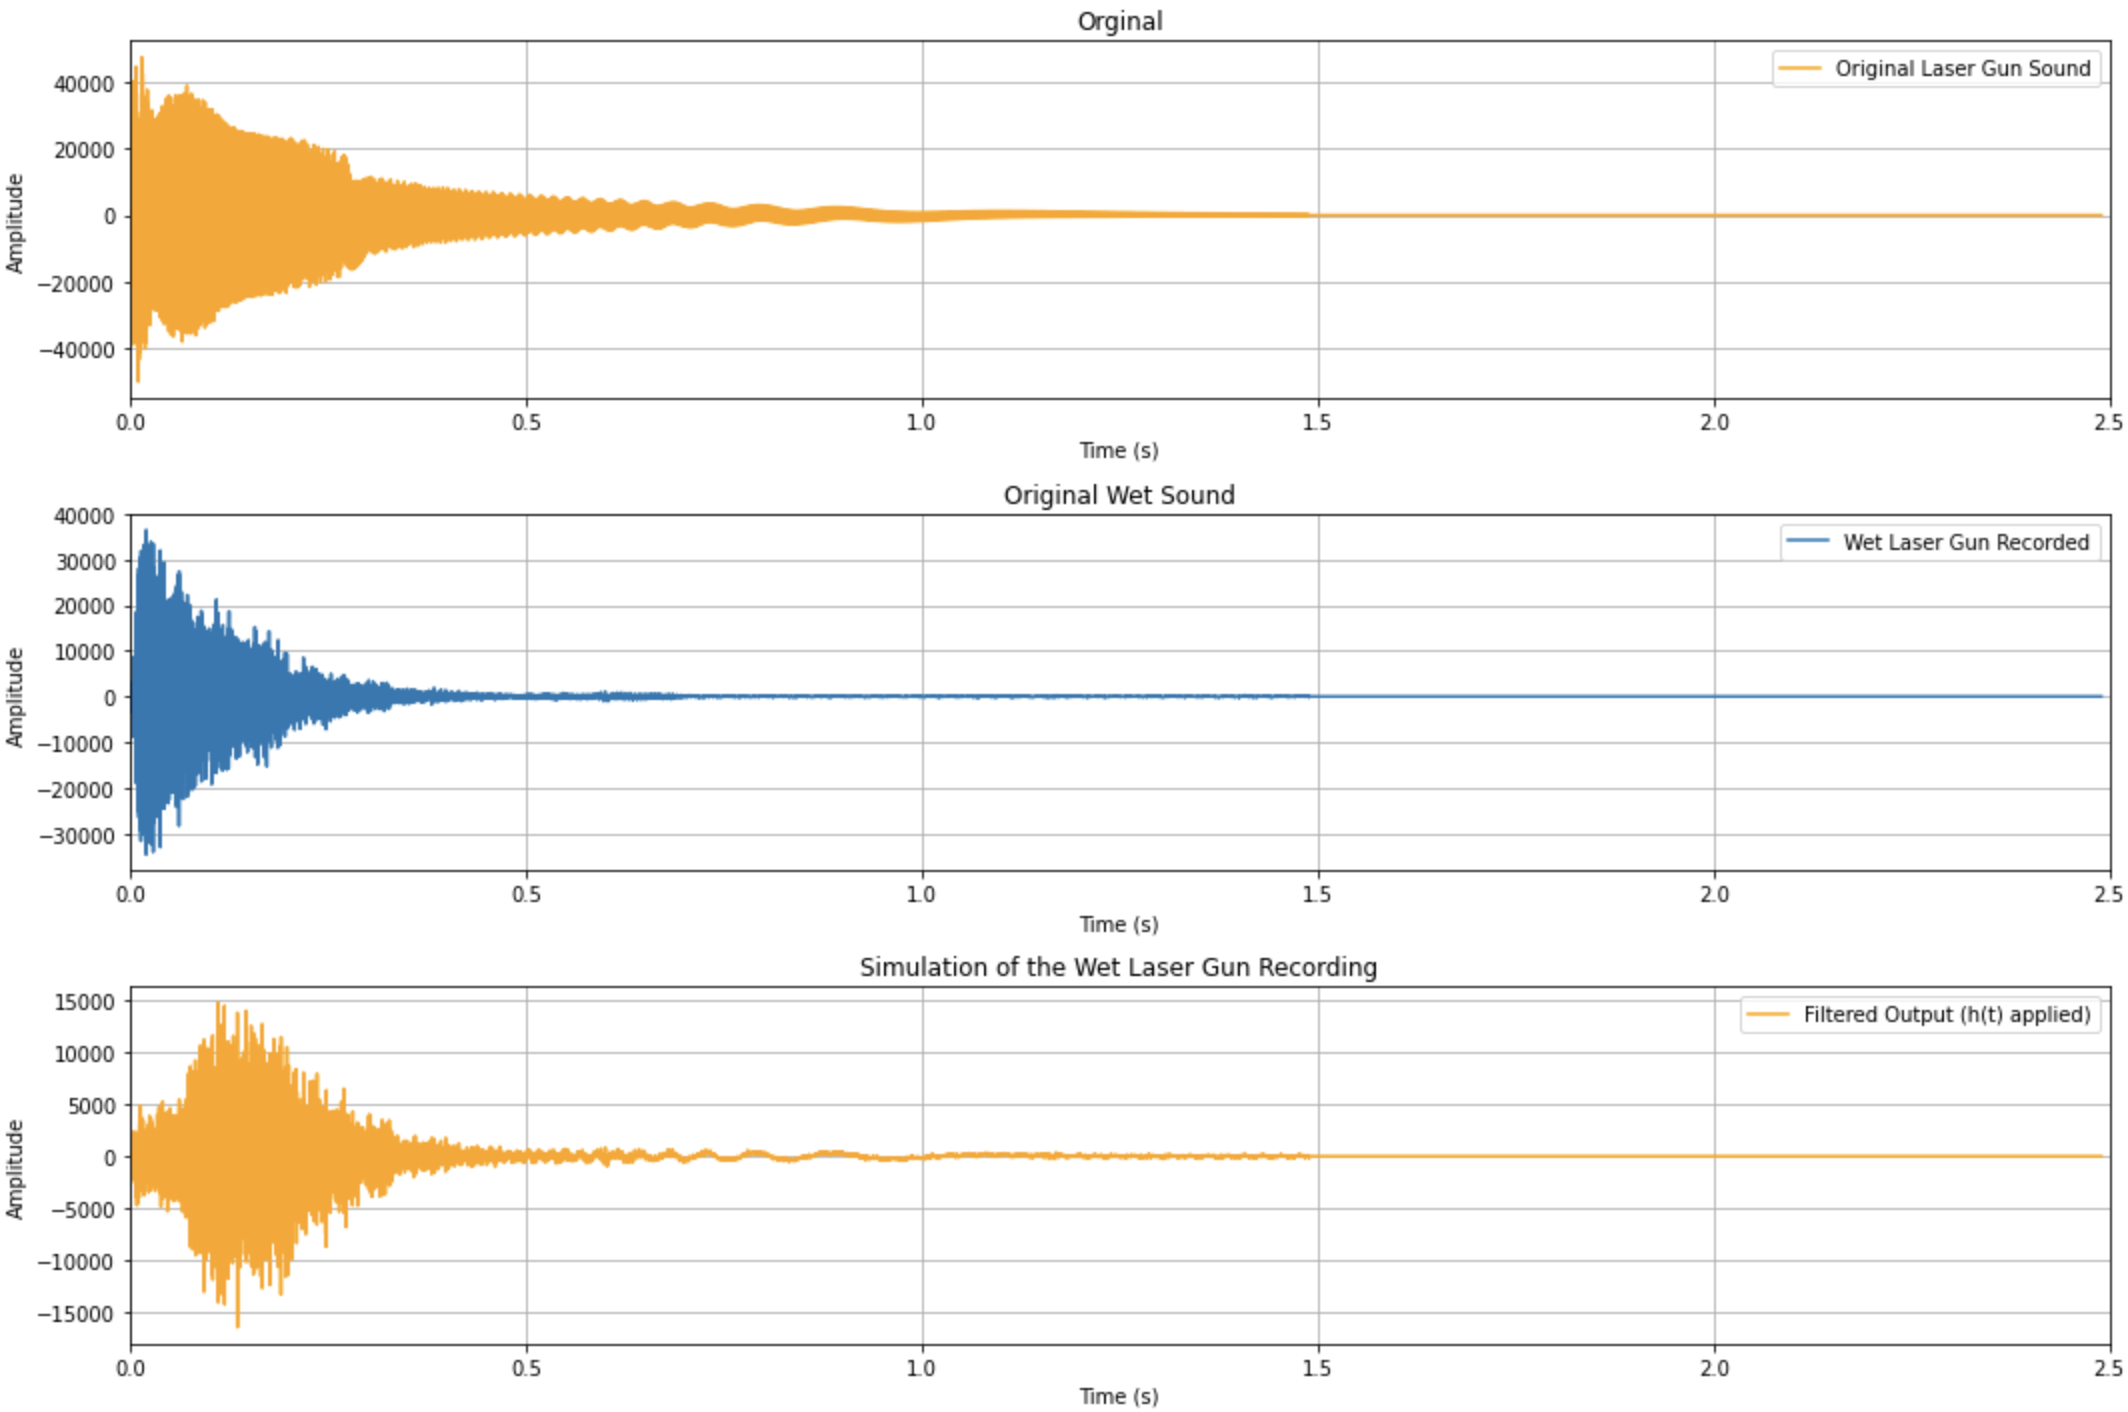 Orginal
Original Laser Gun Sound
Amplitude
40000
20000
0
−20000
−40000
0.0 0.5 1.0 1.5 2.0 2.5
Time (s)
Original Wet Sound
Wet Laser Gun Recorded
Amplitude
40000
30000
20000
10000
0
−10000
−20000
−30000
0.0 0.5 1.0 1.5 2.0 2.5
Time (s)
Simulation of the Wet Laser Gun Recording
Filtered Output (h(t) applied)
Amplitude
15000
10000
5000
0
−5000
−10000
−15000
0.0 0.5 1.0 1.5 2.0 2.5
Time (s)